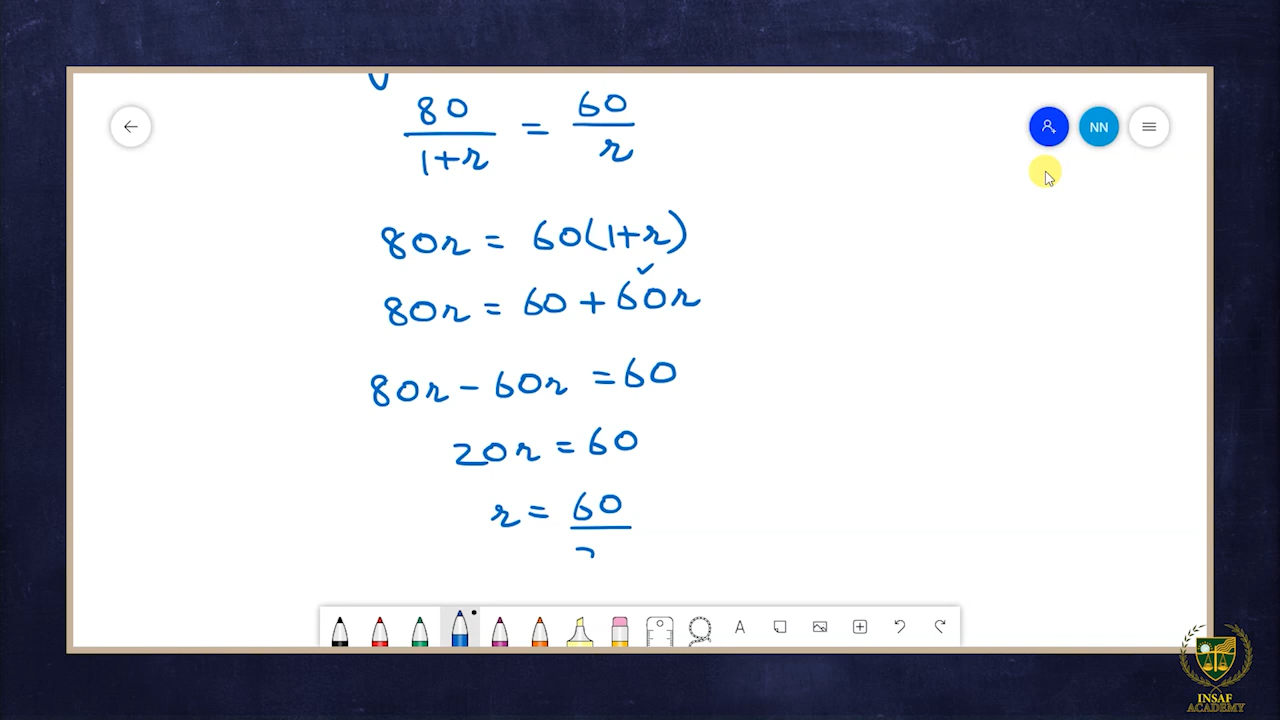 80/1+r = 60/r
NN
80r = 60(1+r)
80r = 60 + 60r
80r - 60r = 60
20r = 60
r = 60/
A
INSAF
ACADEMY